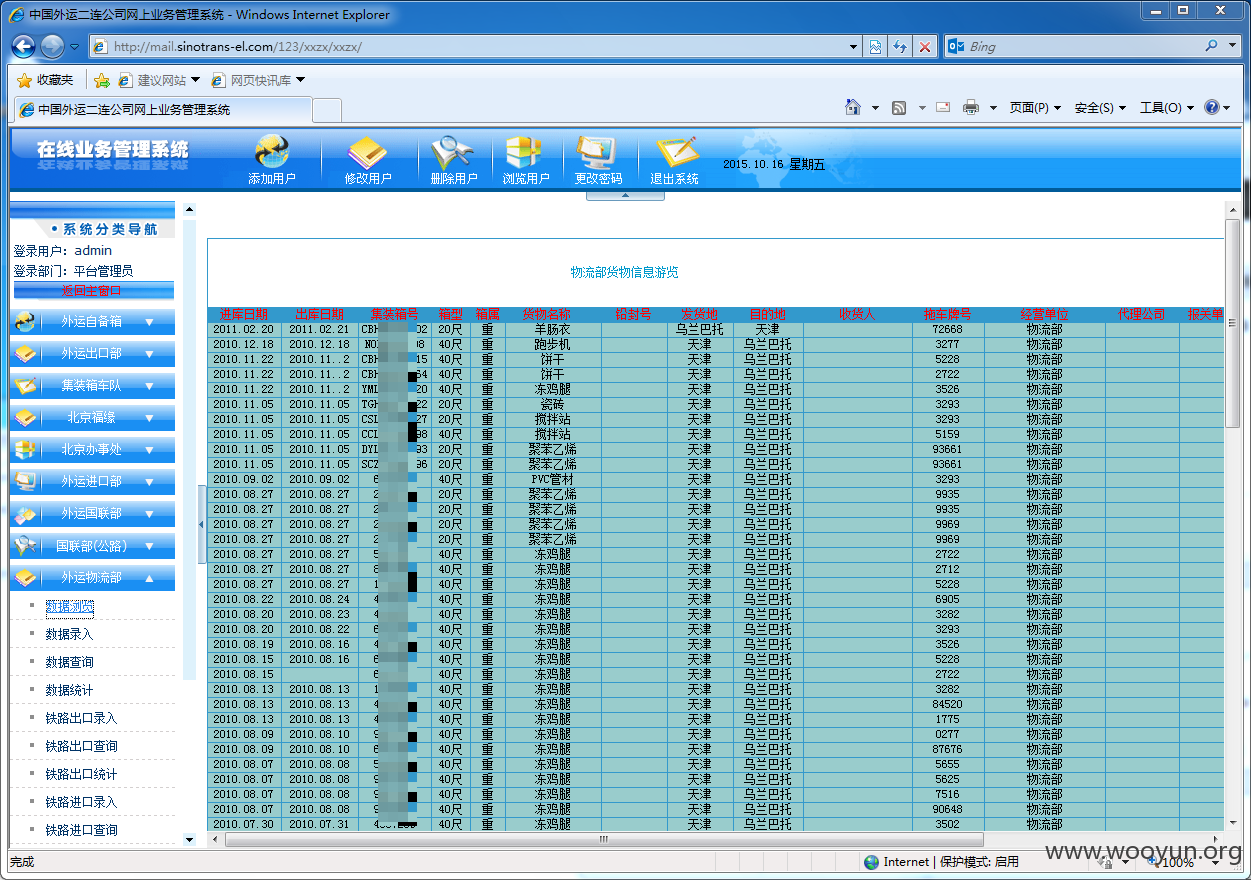 中国外运二连公司网上业务管理系统 - Windows Internet Explorer
http://mail.sinotrans-el.com/123/xxzx/xxzx/
Bing
收藏夹 建议网站 网页快讯库
中国外运二连公司网上业务管理系统
页面(P) 安全(S) 工具(O)
在线业务管理系统
添加用户 修改用户 删除用户 浏览用户 更改密码 退出系统
2015.10.16 星期五
系统分类导航
登录用户: admin
登录部门: 平台管理员
返回主窗口
外运自备箱
外运出口部
集装箱车队
北京福缘
北京办事处
外运进口部
外运国联部
国联部(公路)
外运物流部
数据浏览
数据录入
数据查询
数据统计
铁路出口录入
铁路出口查询
铁路出口统计
铁路进口录入
铁路进口查询
物流部货物信息游览
进库日期 出库日期 集装箱号 箱型 箱属 货物名称 铅封号 发货地 目的地 收货人 拖车牌号 经营单位 代理公司 报关单
2011.02.20 2011.02.21 CBH 02 20尺 重 羊肠衣 乌兰巴托 天津 72668 物流部
2010.12.18 2010.12.18 NO 08 40尺 重 跑步机 天津 乌兰巴托 3277 物流部
2010.11.22 2010.11..2 CBH 15 40尺 重 饼干 天津 乌兰巴托 5228 物流部
2010.11.22 2010.11..2 CBH 64 40尺 重 饼干 天津 乌兰巴托 2722 物流部
2010.11.22 2010.11..2 YML 20 40尺 重 冻鸡腿 天津 乌兰巴托 3526 物流部
2010.11.05 2010.11.05 TGH 22 20尺 重 瓷砖 天津 乌兰巴托 3293 物流部
2010.11.05 2010.11.05 CSL 27 20尺 重 搅拌站 天津 乌兰巴托 3293 物流部
2010.11.05 2010.11.05 CCL 98 40尺 重 搅拌站 天津 乌兰巴托 5159 物流部
2010.11.05 2010.11.05 DYL 93 20尺 重 聚苯乙烯 天津 乌兰巴托 93661 物流部
2010.11.05 2010.11.05 SCZ 96 20尺 重 聚苯乙烯 天津 乌兰巴托 93661 物流部
2010.09.02 2010.09.02 6 40尺 重 PVC管材 天津 乌兰巴托 3293 物流部
2010.08.27 2010.08.27 2 20尺 重 聚苯乙烯 天津 乌兰巴托 9935 物流部
2010.08.27 2010.08.27 2 20尺 重 聚苯乙烯 天津 乌兰巴托 9935 物流部
2010.08.27 2010.08.27 2 20尺 重 聚苯乙烯 天津 乌兰巴托 9969 物流部
2010.08.27 2010.08.27 2 20尺 重 聚苯乙烯 天津 乌兰巴托 9969 物流部
2010.08.27 2010.08.27 5 40尺 重 冻鸡腿 天津 乌兰巴托 2722 物流部
2010.08.27 2010.08.27 8 40尺 重 冻鸡腿 天津 乌兰巴托 2712 物流部
2010.08.27 2010.08.27 1 40尺 重 冻鸡腿 天津 乌兰巴托 5228 物流部
2010.08.22 2010.08.24 4 40尺 重 冻鸡腿 天津 乌兰巴托 6905 物流部
2010.08.20 2010.08.23 4 40尺 重 冻鸡腿 天津 乌兰巴托 3282 物流部
2010.08.20 2010.08.22 6 40尺 重 冻鸡腿 天津 乌兰巴托 3293 物流部
2010.08.19 2010.08.16 4 40尺 重 冻鸡腿 天津 乌兰巴托 3526 物流部
2010.08.15 2010.08.16 6 40尺 重 冻鸡腿 天津 乌兰巴托 5228 物流部
2010.08.15 6 40尺 重 冻鸡腿 天津 乌兰巴托 2722 物流部
2010.08.13 2010.08.13 1 40尺 重 冻鸡腿 天津 乌兰巴托 3282 物流部
2010.08.13 2010.08.13 4 40尺 重 冻鸡腿 天津 乌兰巴托 84520 物流部
2010.08.13 2010.08.13 4 40尺 重 冻鸡腿 天津 乌兰巴托 1775 物流部
2010.08.09 2010.08.10 9 40尺 重 冻鸡腿 天津 乌兰巴托 0277 物流部
2010.08.09 2010.08.10 6 40尺 重 冻鸡腿 天津 乌兰巴托 87676 物流部
2010.08.07 2010.08.08 5 40尺 重 冻鸡腿 天津 乌兰巴托 5655 物流部
2010.08.07 2010.08.08 9 40尺 重 冻鸡腿 天津 乌兰巴托 5625 物流部
2010.08.07 2010.08.08 9 40尺 重 冻鸡腿 天津 乌兰巴托 7516 物流部
2010.08.07 2010.08.08 9 40尺 重 冻鸡腿 天津 乌兰巴托 90648 物流部
2010.07.30 2010.07.31 40尺 重 冻鸡腿 天津 乌兰巴托 3502 物流部
完成
Internet | 保护模式: 启用
100%
www.wooyun.org